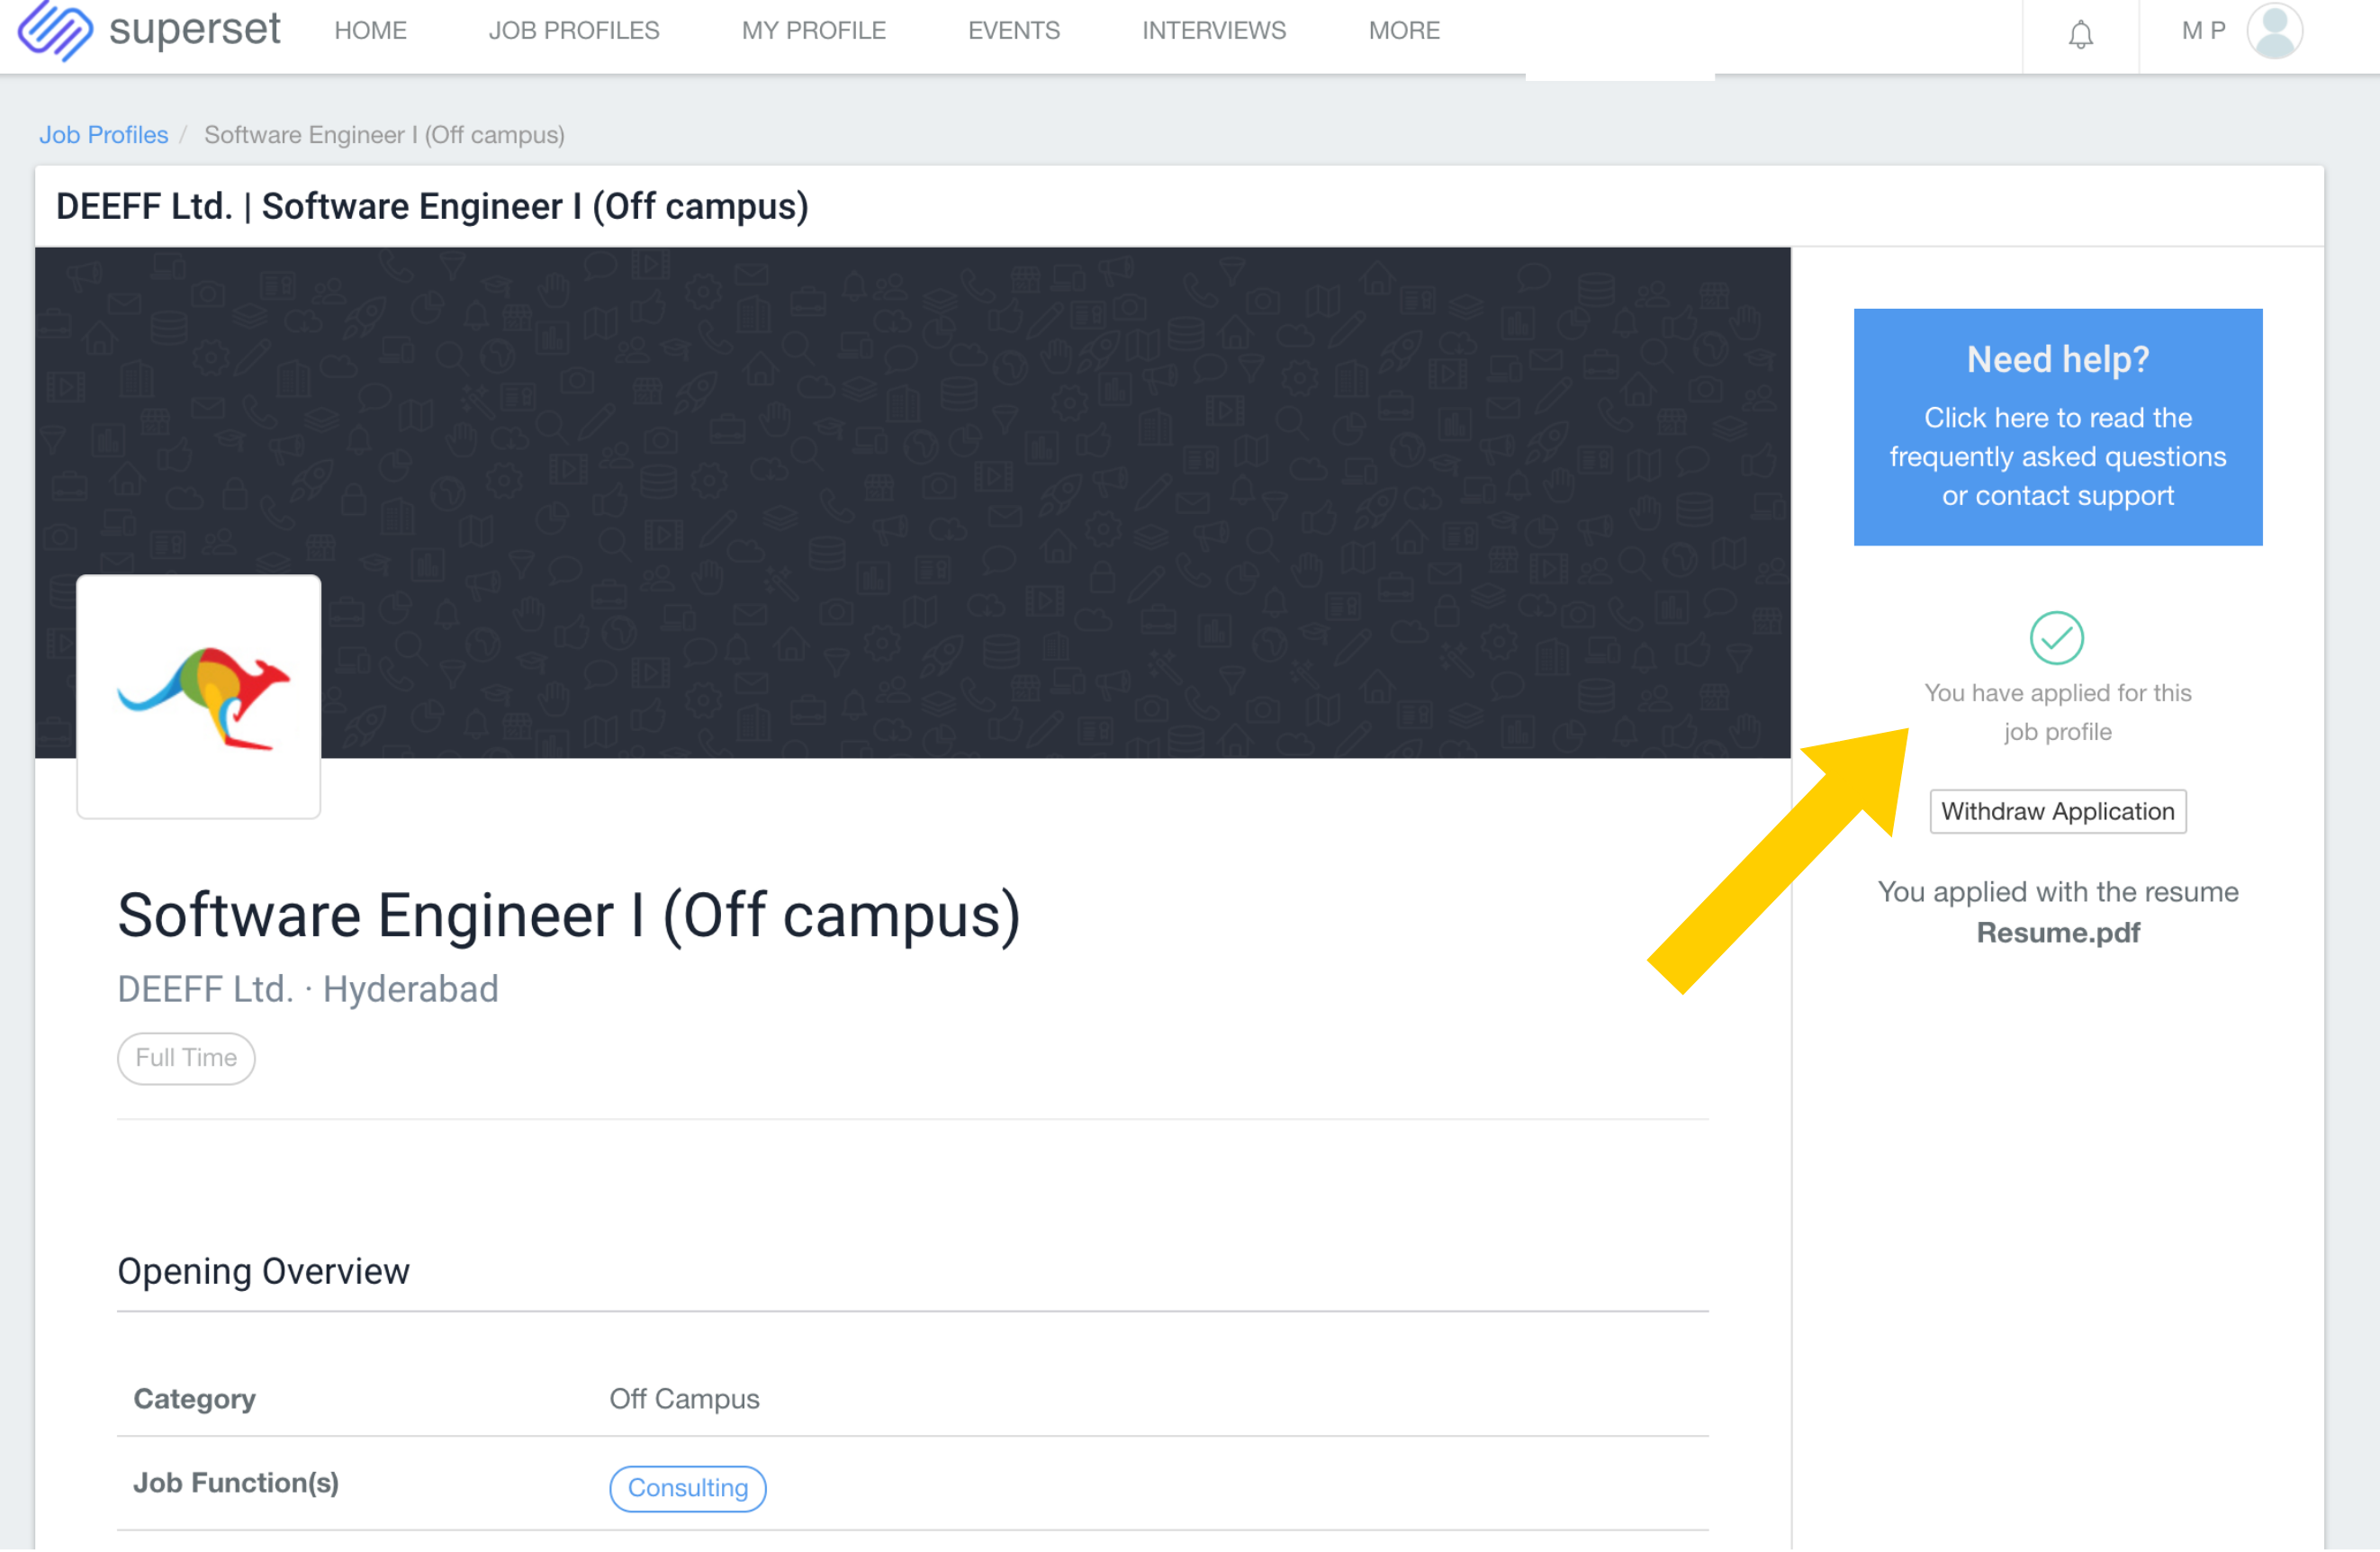 superset
HOME
JOB PROFILES
MY PROFILE
EVENTS
INTERVIEWS
MORE
M P
Job Profiles / Software Engineer I (Off campus)
DEEFF Ltd. | Software Engineer I (Off campus)
Need help?
Click here to read the
frequently asked questions
or contact support
You have applied for this
job profile
Withdraw Application
You applied with the resume
Resume.pdf
Software Engineer I (Off campus)
DEEFF Ltd. · Hyderabad
Full Time
Opening Overview
Category
Off Campus
Job Function(s)
Consulting